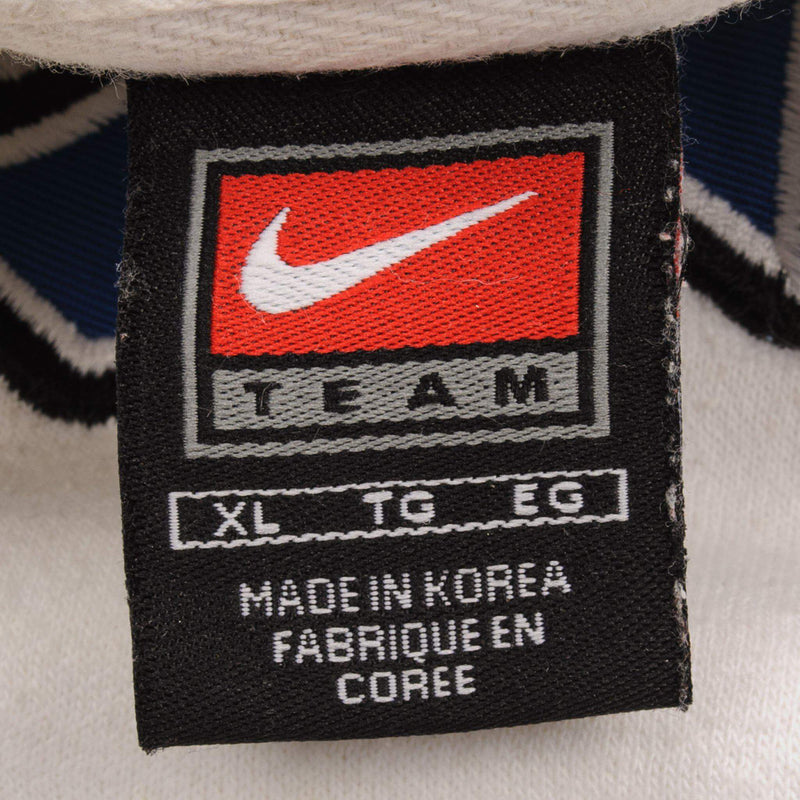 TEAM
XL TG EG
MADE IN KOREA
FABRIQUE EN
COREE